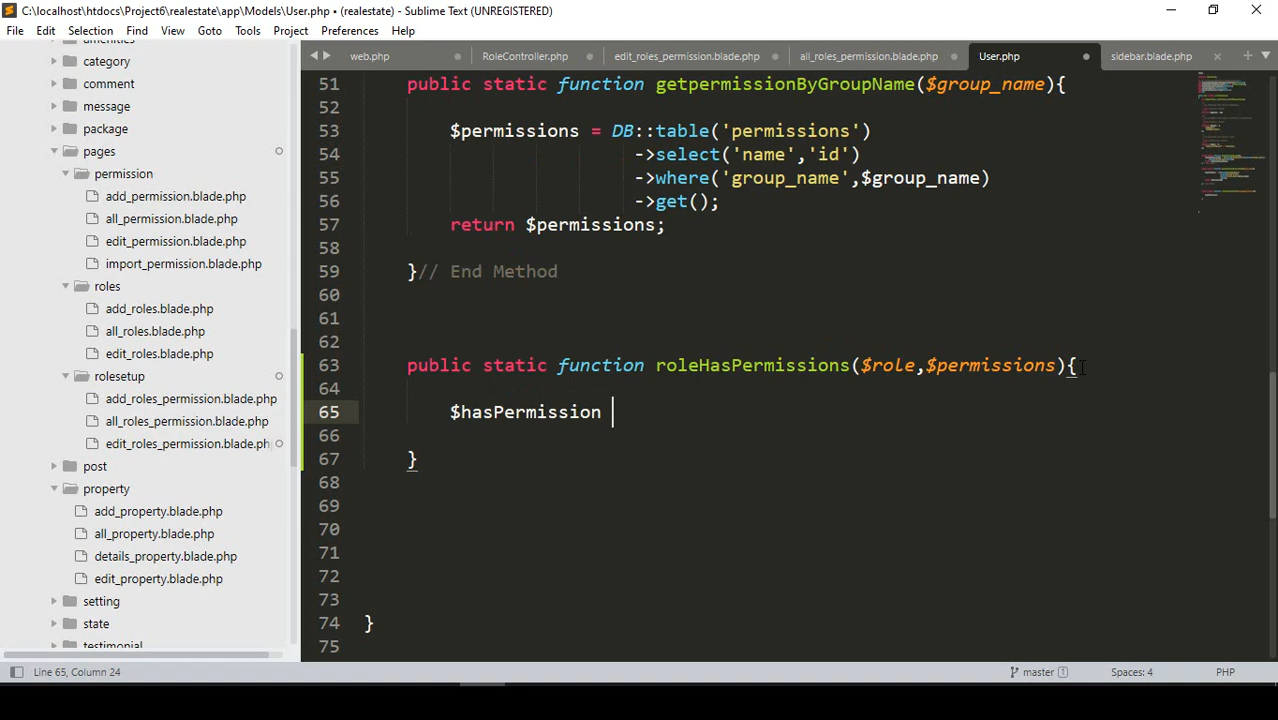 C:\localhost\htdocs\Project6\realestate\app\Models\User.php • (realestate) - Sublime Text (UNREGISTERED)
File Edit Selection Find View Goto Tools Project Preferences Help
web.php RoleController.php edit_roles_permission.blade.php all_roles_permission.blade.php User.php sidebar.blade.php
amenities
category
comment
message
package
pages
permission
add_permission.blade.php
all_permission.blade.php
edit_permission.blade.php
import_permission.blade.php
roles
add_roles.blade.php
all_roles.blade.php
edit_roles.blade.php
rolesetup
add_roles_permission.blade.php
all_roles_permission.blade.php
edit_roles_permission.blade.php
post
property
add_property.blade.php
all_property.blade.php
details_property.blade.php
edit_property.blade.php
setting
state
testimonial
51 public static function getpermissionByGroupName($group_name){
52
53 $permissions = DB::table('permissions')
54 ->select('name','id')
55 ->where('group_name',$group_name)
56 ->get();
57 return $permissions;
58
59 }// End Method
60
61
62
63 public static function roleHasPermissions($role,$permissions){
64
65 $hasPermission
66
67 }
68
69
70
71
72
73
74 }
75
Line 65, Column 24 master 1 Spaces: 4 PHP